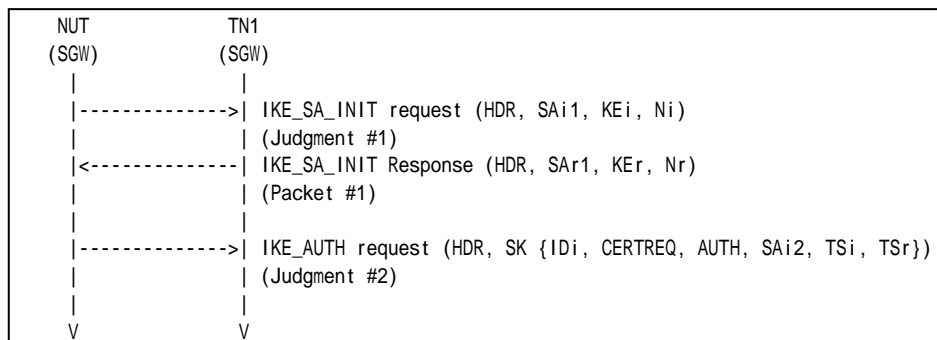 NUT TN1
(SGW) (SGW)
| |
|-------------->| IKE_SA_INIT request (HDR, SAi1, KEi, Ni)
| | (Judgment #1)
|<--------------| IKE_SA_INIT Response (HDR, SAr1, KEr, Nr)
| | (Packet #1)
| |
|-------------->| IKE_AUTH request (HDR, SK {IDi, CERTREQ, AUTH, SAi2, TSi, TSr})
| | (Judgment #2)
| |
V V